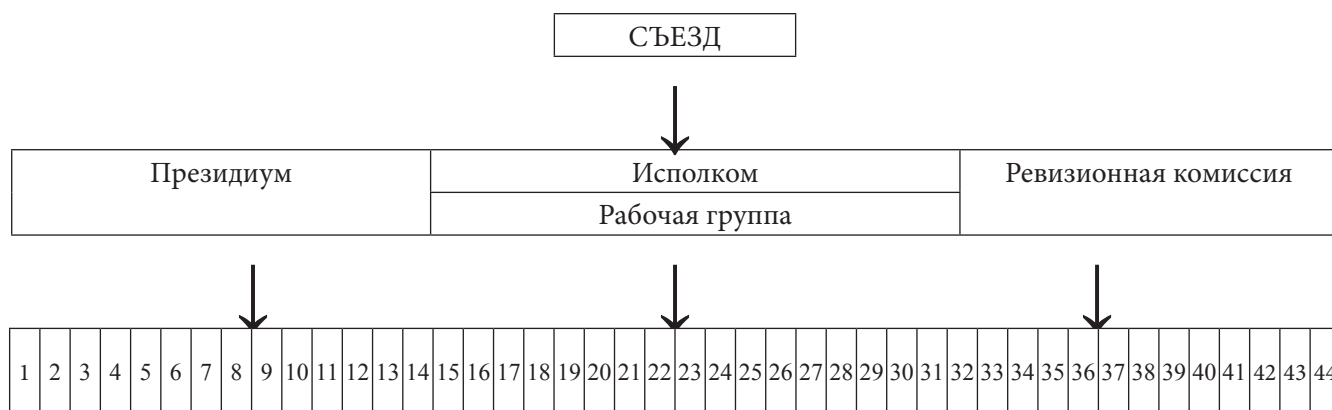 СЪЕЗД
Президиум Исполком Ревизионная комиссия
Рабочая группа
1 2 3 4 5 6 7 8 9 10 11 12 13 14 15 16 17 18 19 20 21 22 23 24 25 26 27 28 29 30 31 32 33 34 35 36 37 38 39 40 41 42 43 44